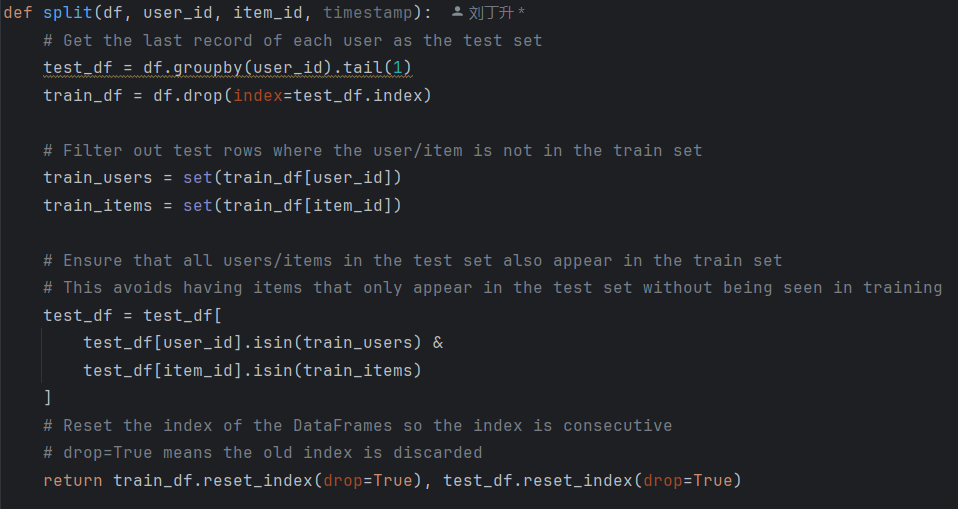 def split(df, user_id, item_id, timestamp): 刘丁升 *
    # Get the last record of each user as the test set
    test_df = df.groupby(user_id).tail(1)
    train_df = df.drop(index=test_df.index)

    # Filter out test rows where the user/item is not in the train set
    train_users = set(train_df[user_id])
    train_items = set(train_df[item_id])

    # Ensure that all users/items in the test set also appear in the train set
    # This avoids having items that only appear in the test set without being seen in training
    test_df = test_df[
        test_df[user_id].isin(train_users) &
        test_df[item_id].isin(train_items)
    ]
    # Reset the index of the DataFrames so the index is consecutive
    # drop=True means the old index is discarded
    return train_df.reset_index(drop=True), test_df.reset_index(drop=True)